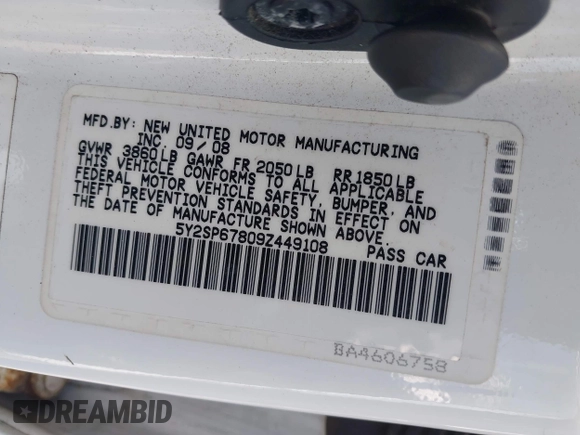 MFD.BY: NEW UNITED MOTOR MANUFACTURING
INC. 09/08
GVWR 3860LB GAWR FR 2050LB RR1850LB
THIS VEHICLE CONFORMS TO ALL APPLICABLE
FEDERAL MOTOR VEHICLE SAFETY, BUMPER, AND
THEFT PREVENTION STANDARDS IN EFFECT ON
THE DATE OF MANUFACTURE SHOWN ABOVE.
5Y2SP67809Z449108 PASS CAR
BA4606758
DREAMBID